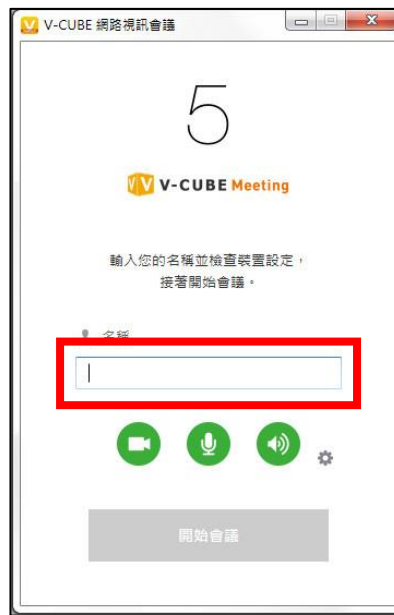 V-CUBE 網路視訊會議
5
V-CUBE Meeting
輸入您的名稱並檢查裝置設定，
接著開始會議。
名稱
開始會議